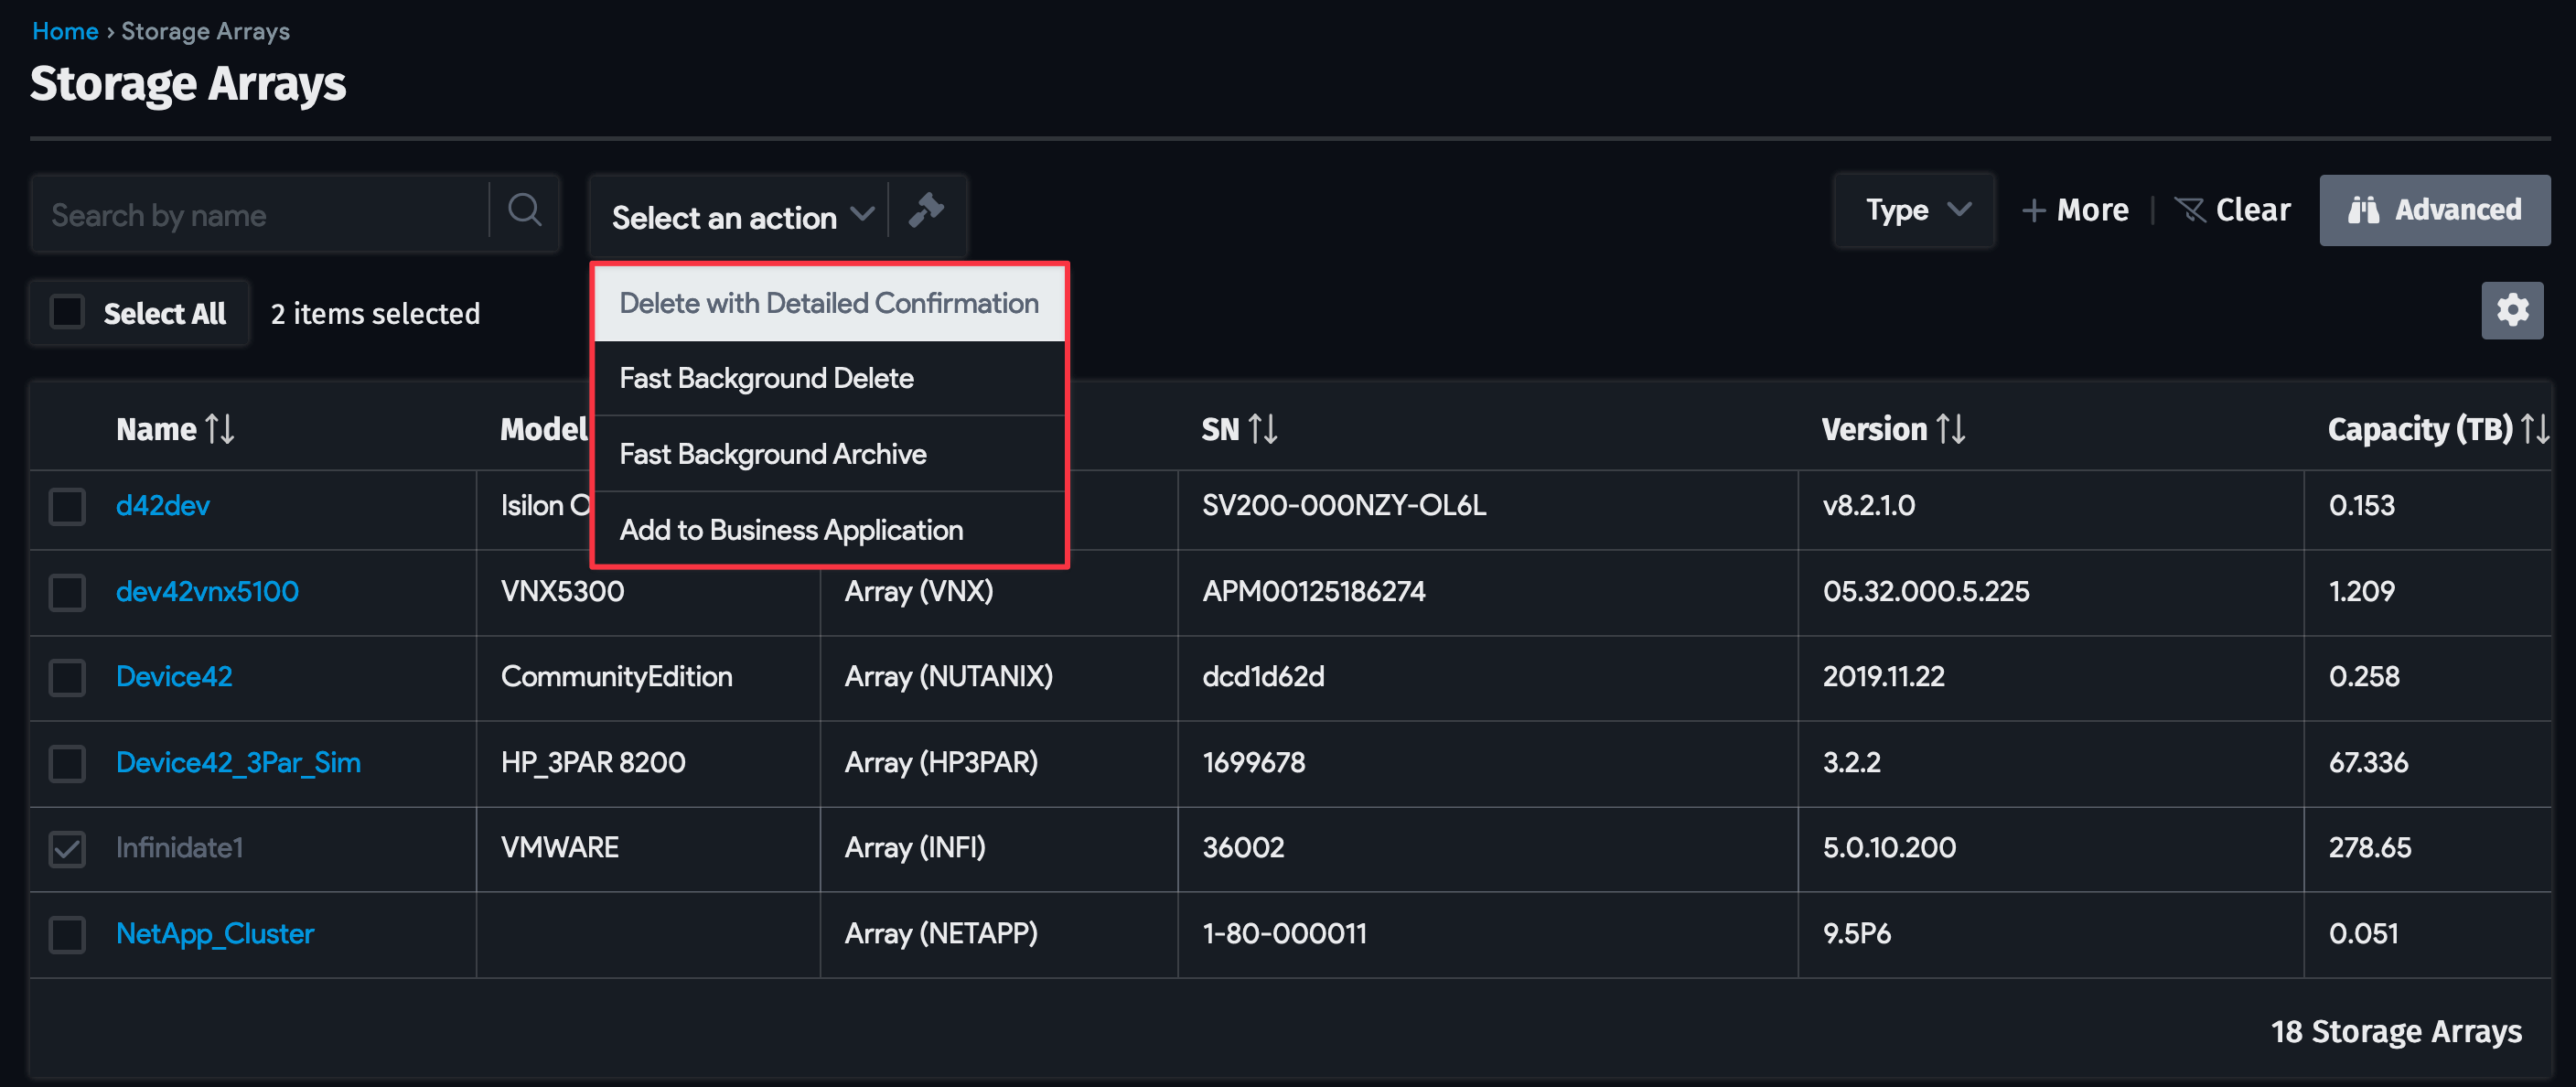 Home › Storage Arrays
Storage Arrays
Search by name
Select an action
Type
More
Clear
Advanced
Select All
2 items selected
Delete with Detailed Confirmation
Fast Background Delete
Fast Background Archive
Add to Business Application
Name Model SN Version Capacity (TB)
d42dev Isilon O SV200-000NZY-OL6L v8.2.1.0 0.153
dev42vnx5100 VNX5300 Array (VNX) APM00125186274 05.32.000.5.225 1.209
Device42 CommunityEdition Array (NUTANIX) dcd1d62d 2019.11.22 0.258
Device42_3Par_Sim HP_3PAR 8200 Array (HP3PAR) 1699678 3.2.2 67.336
Infinidate1 VMWARE Array (INFI) 36002 5.0.10.200 278.65
NetApp_Cluster Array (NETAPP) 1-80-000011 9.5P6 0.051
18 Storage Arrays